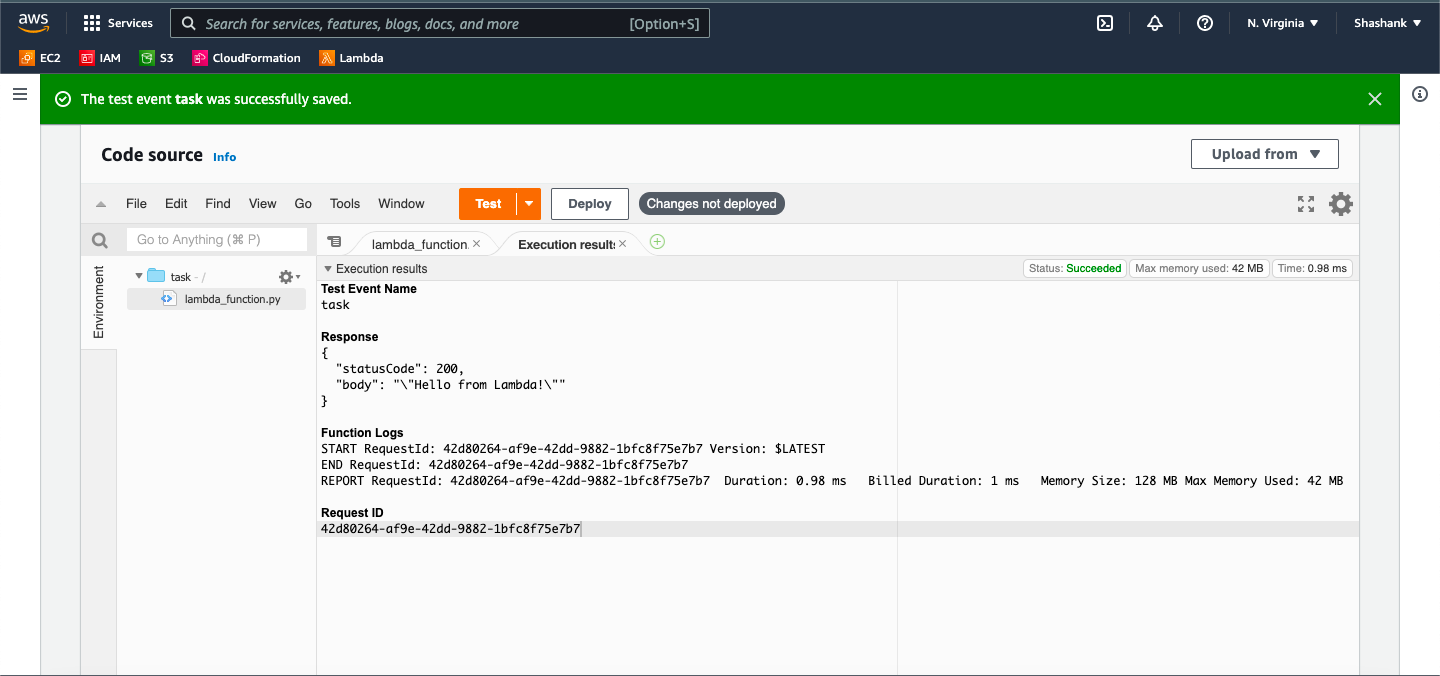 aws
Services
Search for services, features, blogs, docs, and more
[Option+S]
N. Virginia
Shashank
EC2
IAM
S3
CloudFormation
Lambda
The test event task was successfully saved.
Code source Info
Upload from
File Edit Find View Go Tools Window
Test
Deploy
Changes not deployed
Go to Anything (⌘ P)
lambda_function.
Execution results
Environment
task - /
lambda_function.py
Execution results
Status: Succeeded
Max memory used: 42 MB
Time: 0.98 ms
Test Event Name
task
Response
{
"statusCode": 200,
"body": "\"Hello from Lambda!\""
}
Function Logs
START RequestId: 42d80264-af9e-42dd-9882-1bfc8f75e7b7 Version: $LATEST
END RequestId: 42d80264-af9e-42dd-9882-1bfc8f75e7b7
REPORT RequestId: 42d80264-af9e-42dd-9882-1bfc8f75e7b7 Duration: 0.98 ms Billed Duration: 1 ms Memory Size: 128 MB Max Memory Used: 42 MB
Request ID
42d80264-af9e-42dd-9882-1bfc8f75e7b7